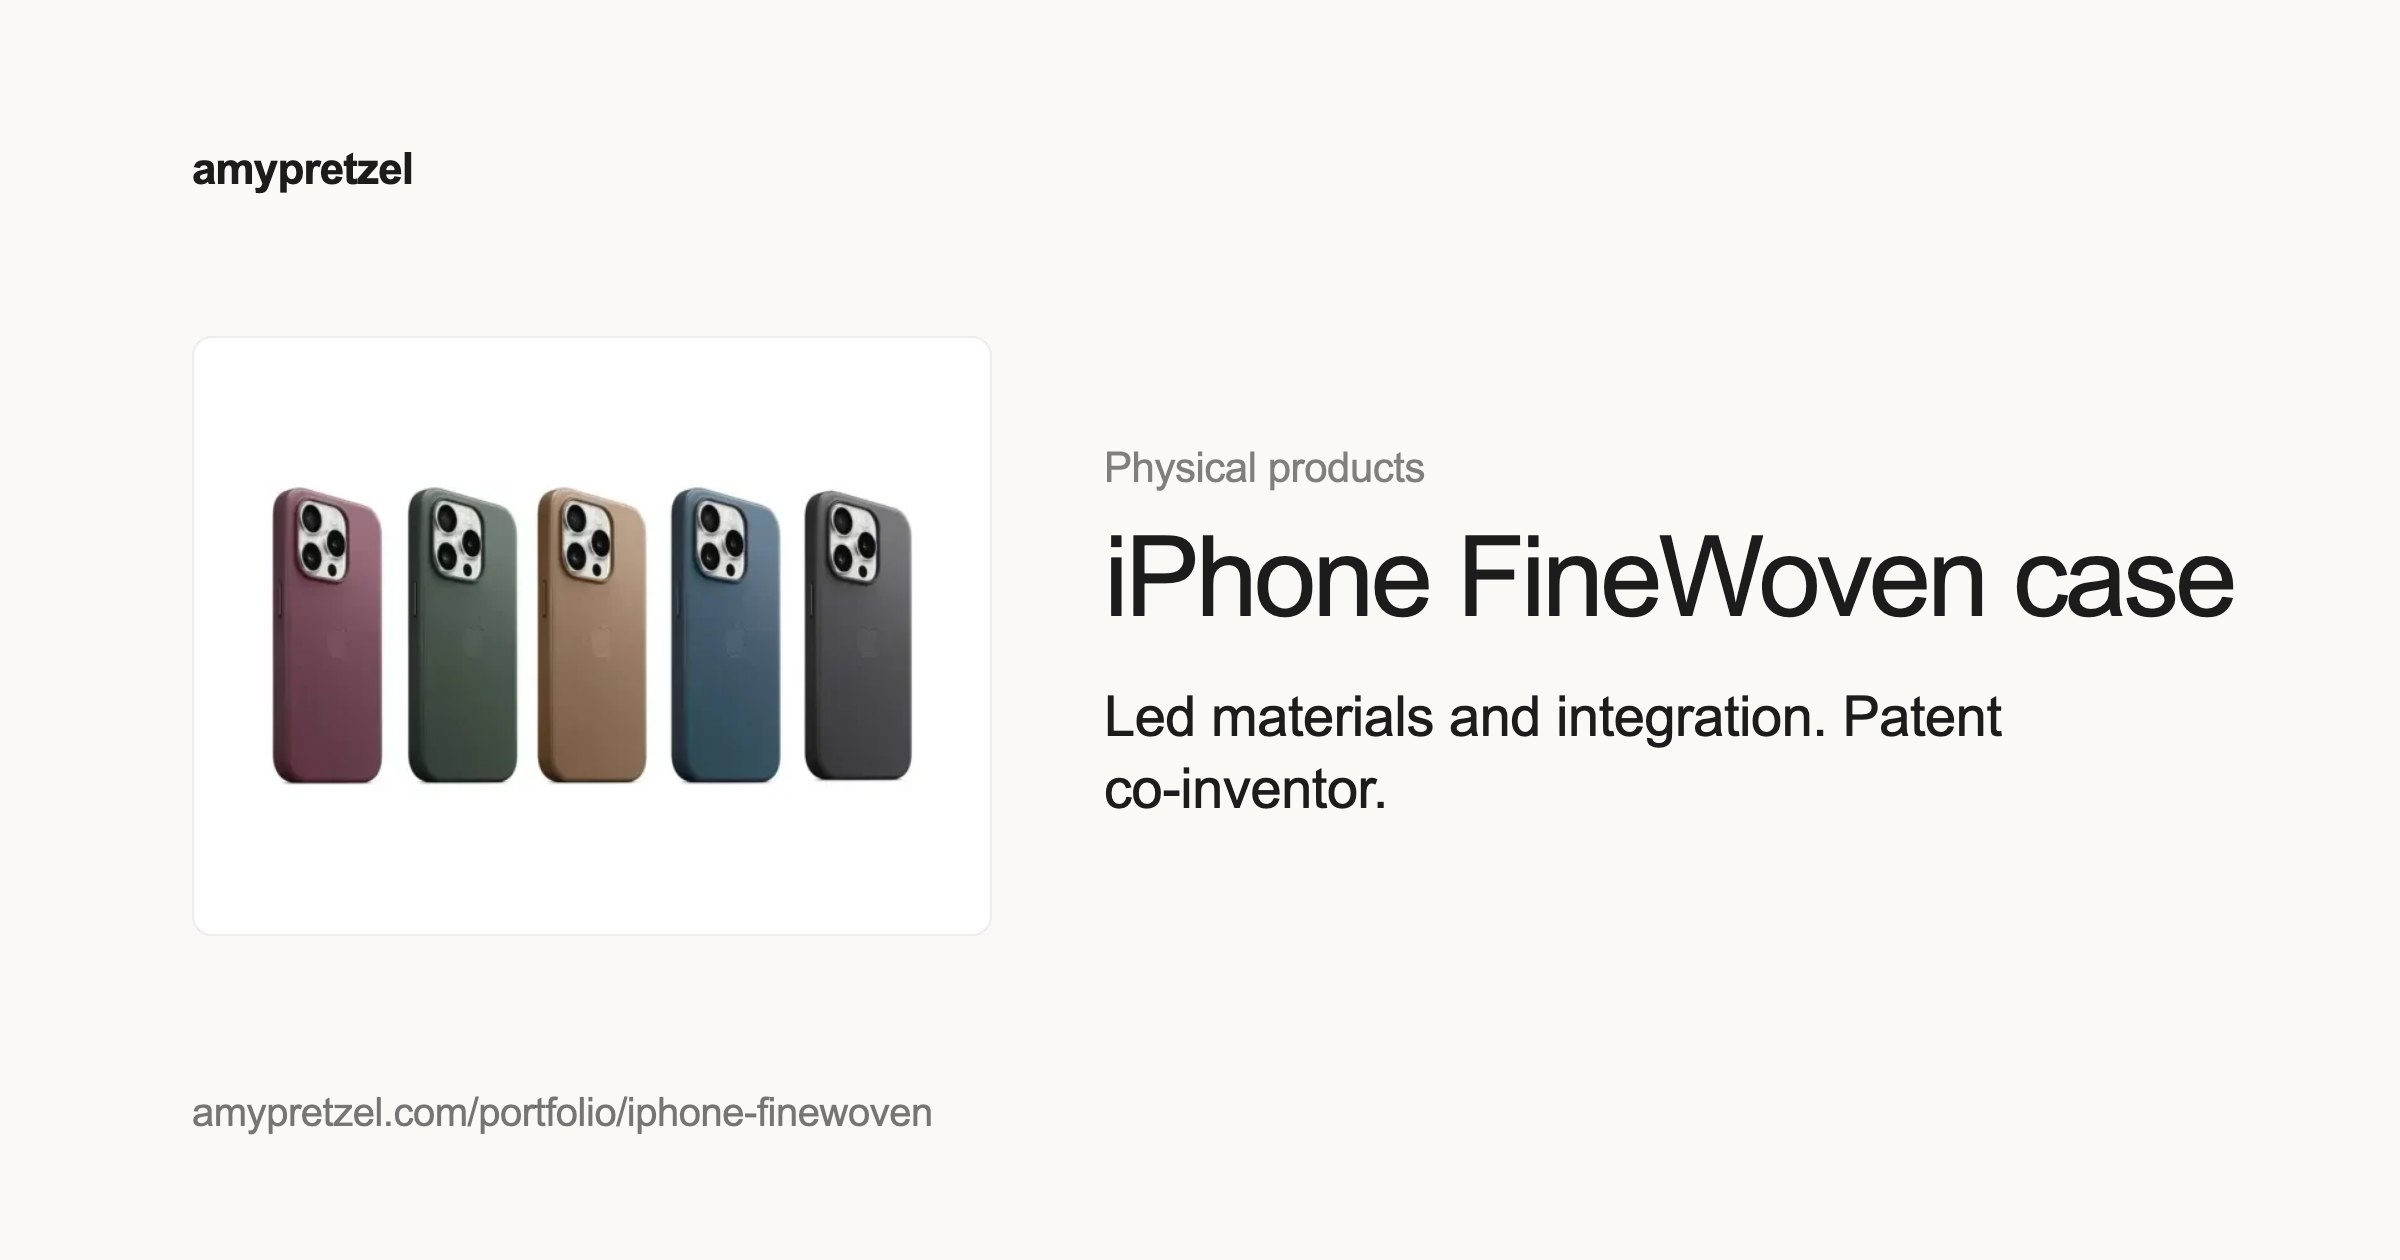 amypretzel
Physical products
iPhone FineWoven case
Led materials and integration. Patent
co-inventor.
amypretzel.com/portfolio/iphone-finewoven